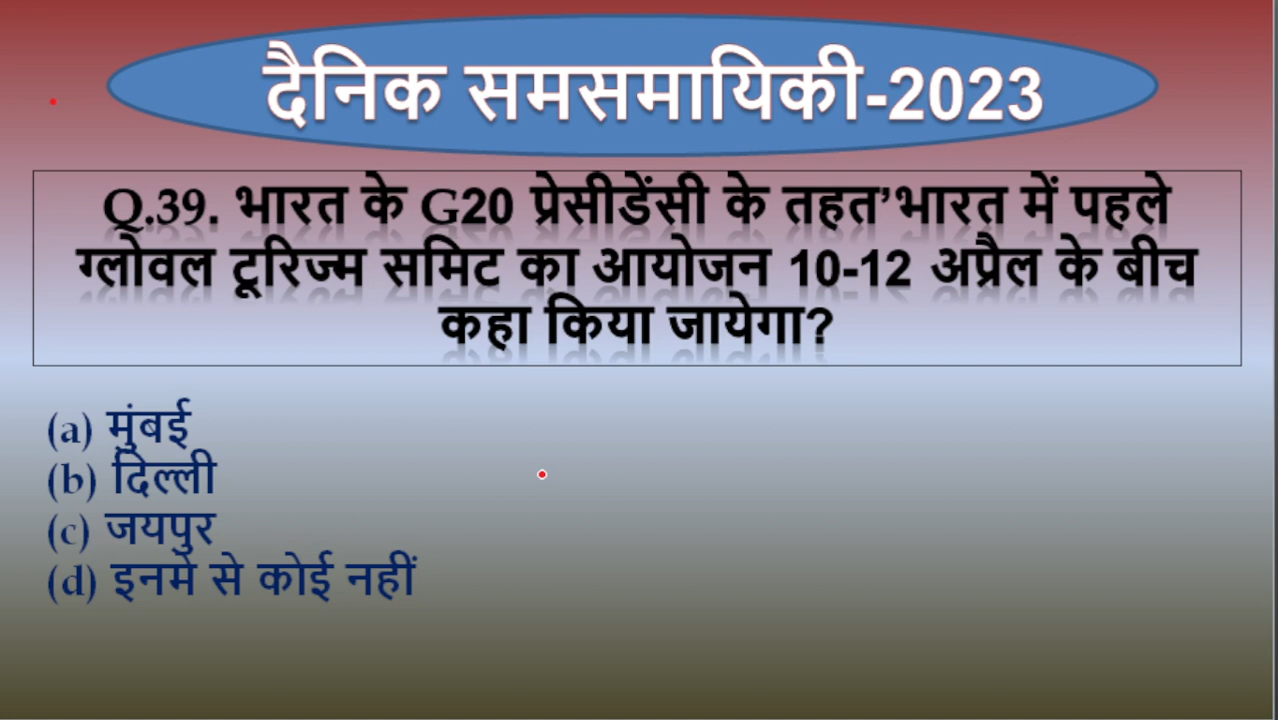 दैनिक समसमायिकी-2023
Q.39. भारत के G20 प्रेसीडेंसी के तहत’भारत में पहले
ग्लोवल टूरिज्म समिट का आयोजन 10-12 अप्रैल के बीच
कहा किया जायेगा?
(a) मुंबई
(b) दिल्ली
(c) जयपुर
(d) इनमे से कोई नहीं